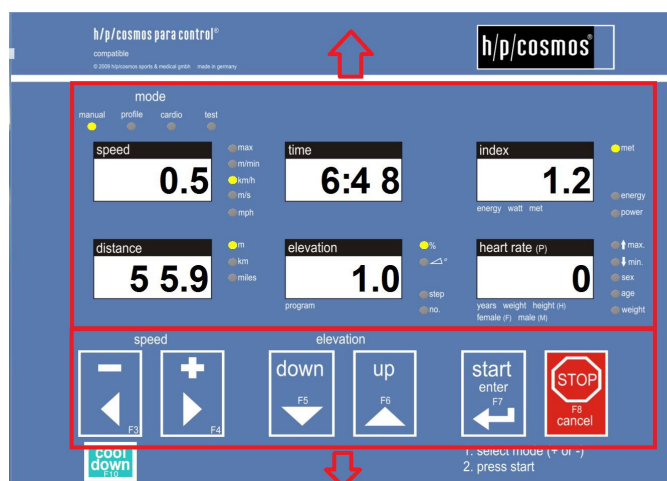 h/p/cosmos para control®
compatible
© 2009 h/p/cosmos sports & medical gmbh made in germany
h/p/cosmos®
mode
manual profile cardio test
speed
0.5
max
m/min
km/h
m/s
mph
time
6:4 8
index
1.2
energy watt met
met
energy
power
distance
5 5.9
m
km
miles
elevation
1.0
program
%
°
step
no.
heart rate (P)
0
years weight height (H)
female (F) male (M)
max.
min.
sex
age
weight
speed
elevation
F3
+
F4
down
F5
up
F6
start
enter
F7
STOP
F8
cancel
cool
down
F10
1. select mode (+ or -)
2. press start